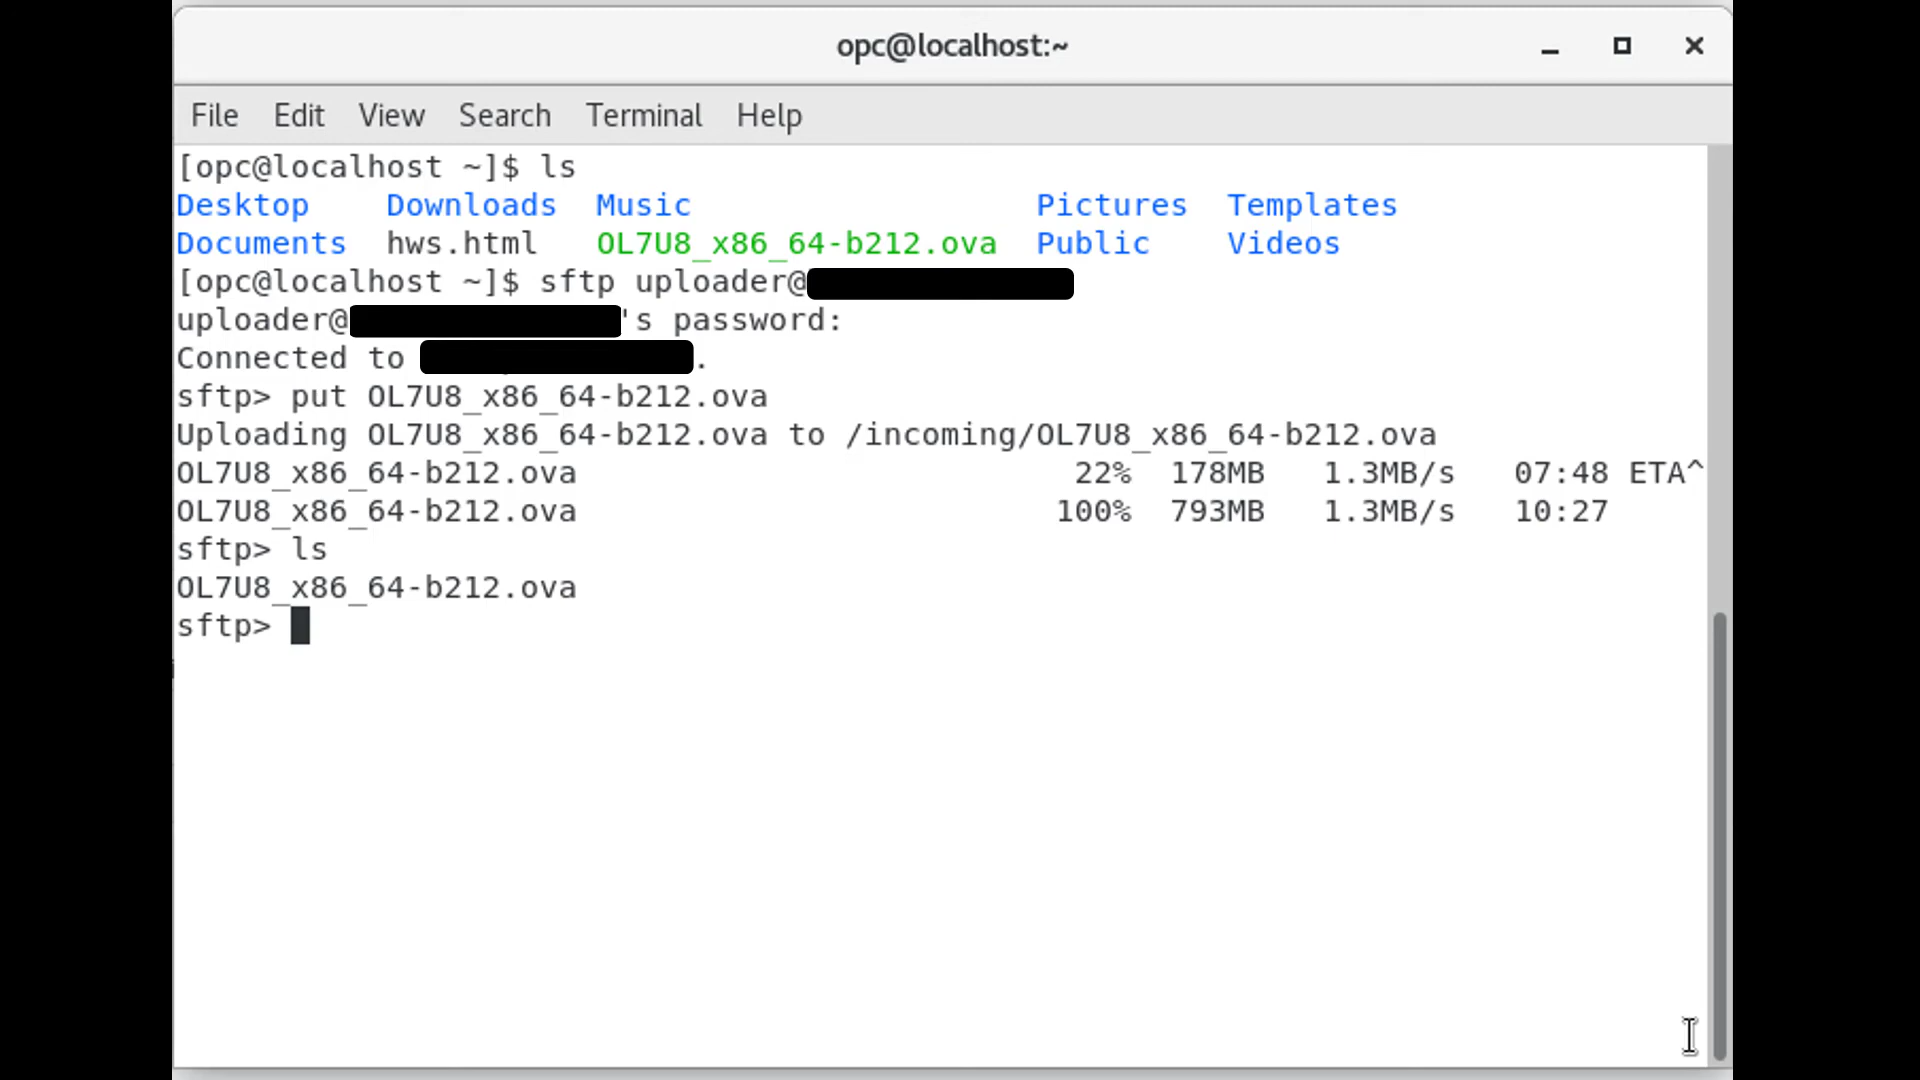 opc@localhost:~
File Edit View Search Terminal Help
[opc@localhost ~]$ ls
Desktop Downloads Music Pictures Templates
Documents hws.html OL7U8_x86_64-b212.ova Public Videos
[opc@localhost ~]$ sftp uploader@
uploader@ 's password:
Connected to .
sftp> put OL7U8_x86_64-b212.ova
Uploading OL7U8_x86_64-b212.ova to /incoming/OL7U8_x86_64-b212.ova
OL7U8_x86_64-b212.ova 22% 178MB 1.3MB/s 07:48 ETA^
OL7U8_x86_64-b212.ova 100% 793MB 1.3MB/s 10:27
sftp> ls
OL7U8_x86_64-b212.ova
sftp>